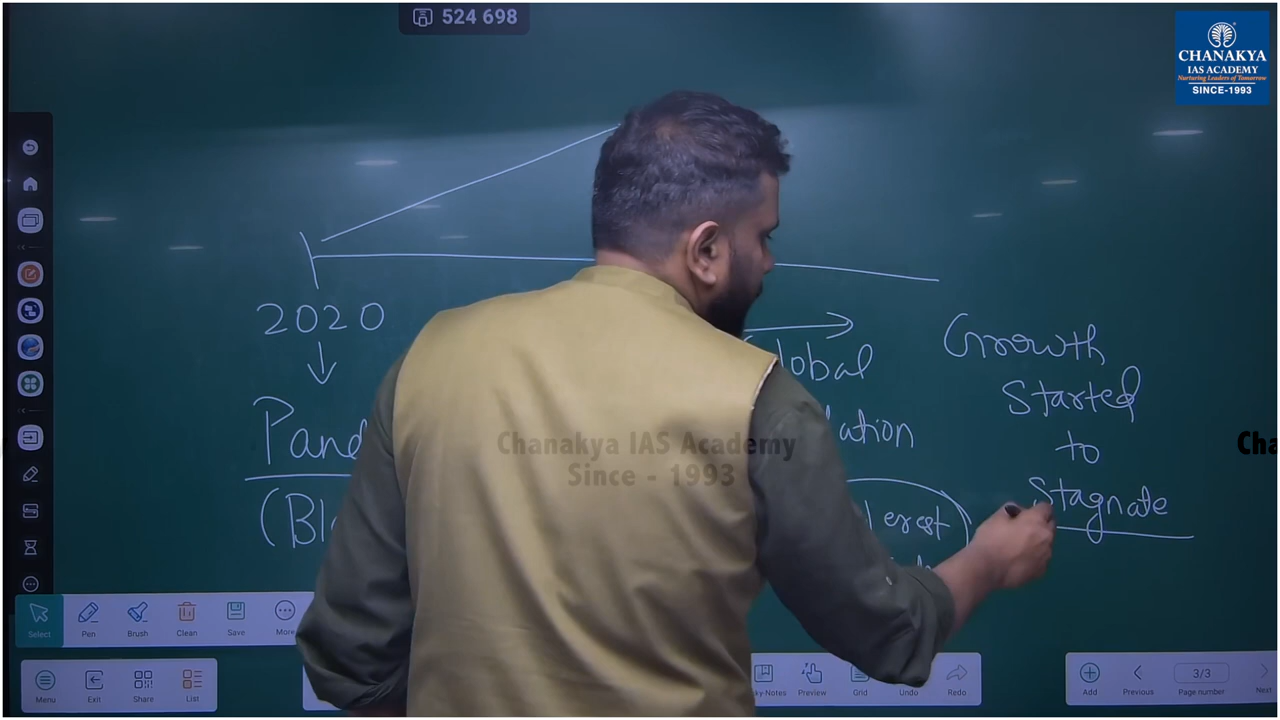 524 698
CHANAKYA
IAS ACADEMY
Nurturing Leaders of Tomorrow
SINCE-1993
2020
Growth
Started
to
Stagnate
Chanakya IAS Academy
Since - 1993
Select
Pen
Brush
Clean
Save
More
Menu
Exit
Share
List
Preview
Grid
Undo
Redo
Add
Previous
3/3
Page number
Next